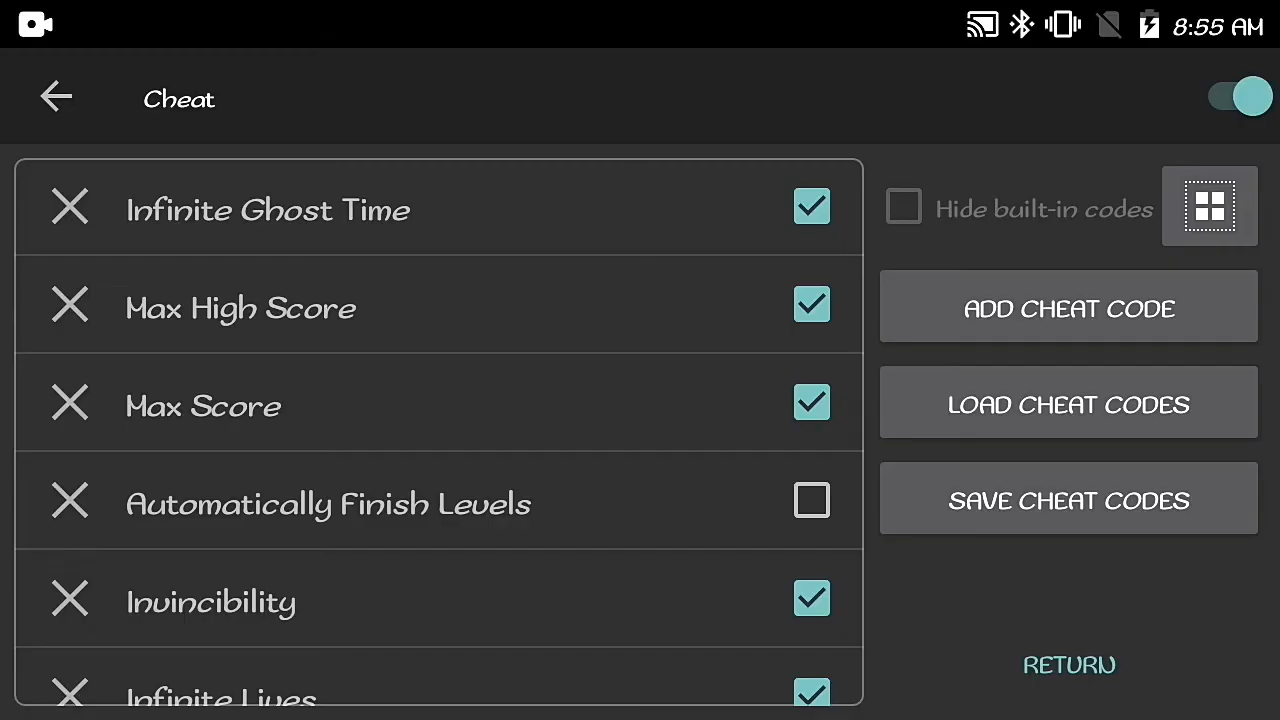 8:55 AM
Cheat
Infinite Ghost Time
Max High Score
Max Score
Automatically Finish Levels
Invincibility
Infinite Lives
Hide built-in codes
ADD CHEAT CODE
LOAD CHEAT CODES
SAVE CHEAT CODES
RETURN